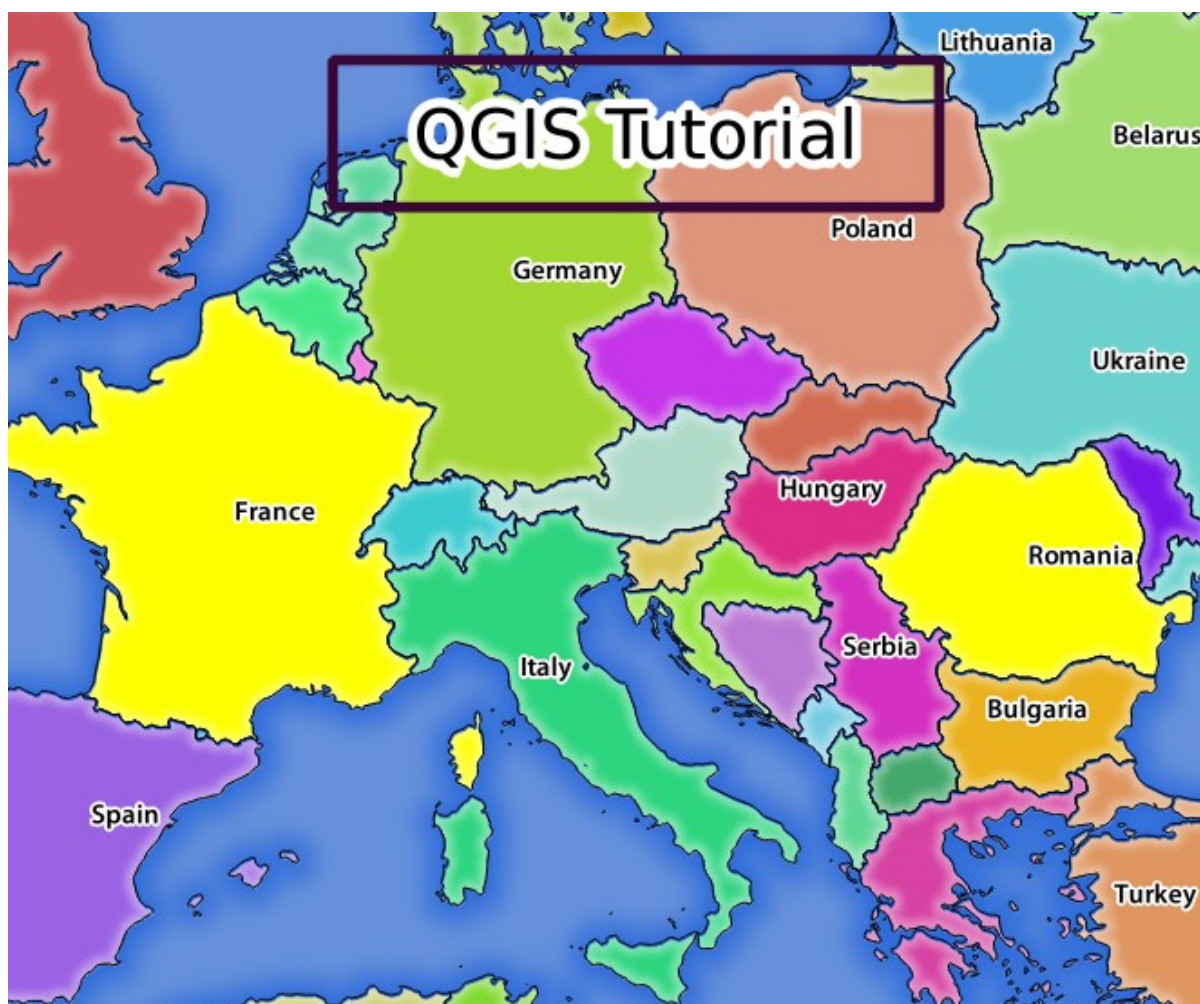 Lithuania
QGIS Tutorial
Belarus
Poland
Germany
Ukraine
Hungary
France
Romania
Serbia
Italy
Bulgaria
Spain
Turkey